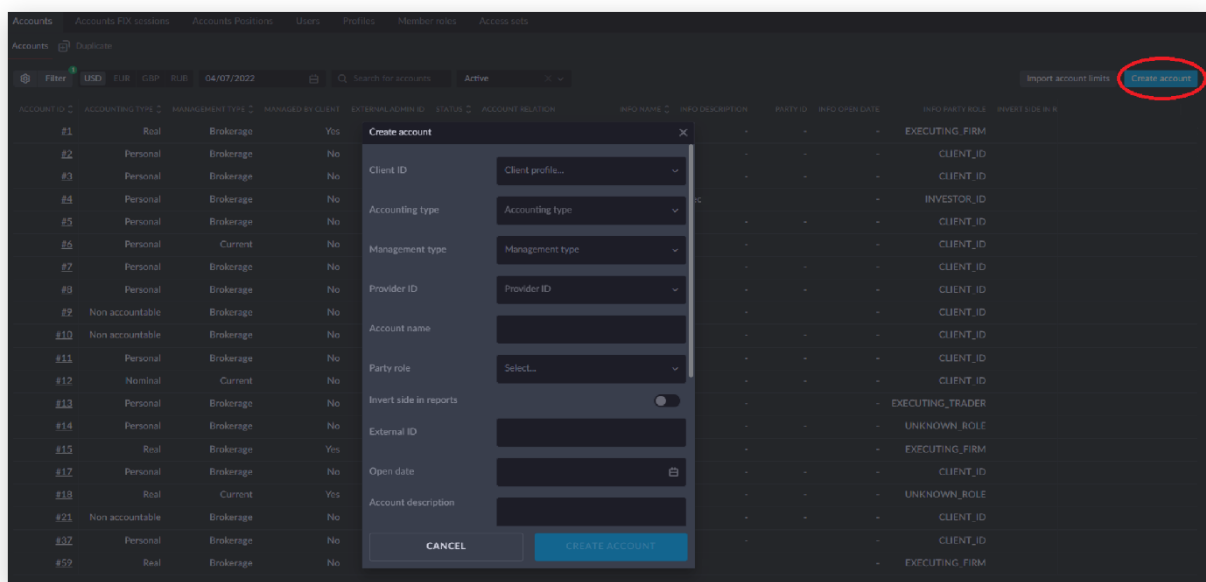 Accounts Accounts FIX sessions Accounts Positions Users Profiles Member roles Access sets
Accounts Duplicate
Filter 1 USD EUR GBP RUB 04/07/2022 Search for accounts Active Import account limits Create account
ACCOUNT ID ACCOUNTING TYPE MANAGEMENT TYPE MANAGED BY CLIENT EXTERNAL ADMIN ID STATUS ACCOUNT RELATION INFO NAME INFO DESCRIPTION PARTY ID INFO OPEN DATE INFO PARTY ROLE INVERT SIDE IN R
#1 Real Brokerage Yes - - - EXECUTING_FIRM
#2 Personal Brokerage No - - - CLIENT_ID
#3 Personal Brokerage No - - - CLIENT_ID
#4 Personal Brokerage No - INVESTOR_ID
#5 Personal Brokerage No - - - CLIENT_ID
#6 Personal Current No - - - CLIENT_ID
#7 Personal Brokerage No - - - CLIENT_ID
#8 Personal Brokerage No - - - CLIENT_ID
#9 Non accountable Brokerage No - - - CLIENT_ID
#10 Non accountable Brokerage No - - - CLIENT_ID
#11 Personal Brokerage No - - - CLIENT_ID
#12 Nominal Current No - - - CLIENT_ID
#13 Personal Brokerage No - - - EXECUTING_TRADER
#14 Personal Brokerage No - - - UNKNOWN_ROLE
#15 Real Brokerage Yes - - - EXECUTING_FIRM
#17 Personal Brokerage No - - - CLIENT_ID
#18 Real Current Yes - - - UNKNOWN_ROLE
#21 Non accountable Brokerage No - - - CLIENT_ID
#37 Personal Brokerage No - - - CLIENT_ID
#59 Real Brokerage Yes - - - EXECUTING_FIRM
Create account
Client ID Client profile...
Accounting type Accounting type
Management type Management type
Provider ID Provider ID
Account name
Party role Select...
Invert side in reports
External ID
Open date
Account description
CANCEL CREATE ACCOUNT